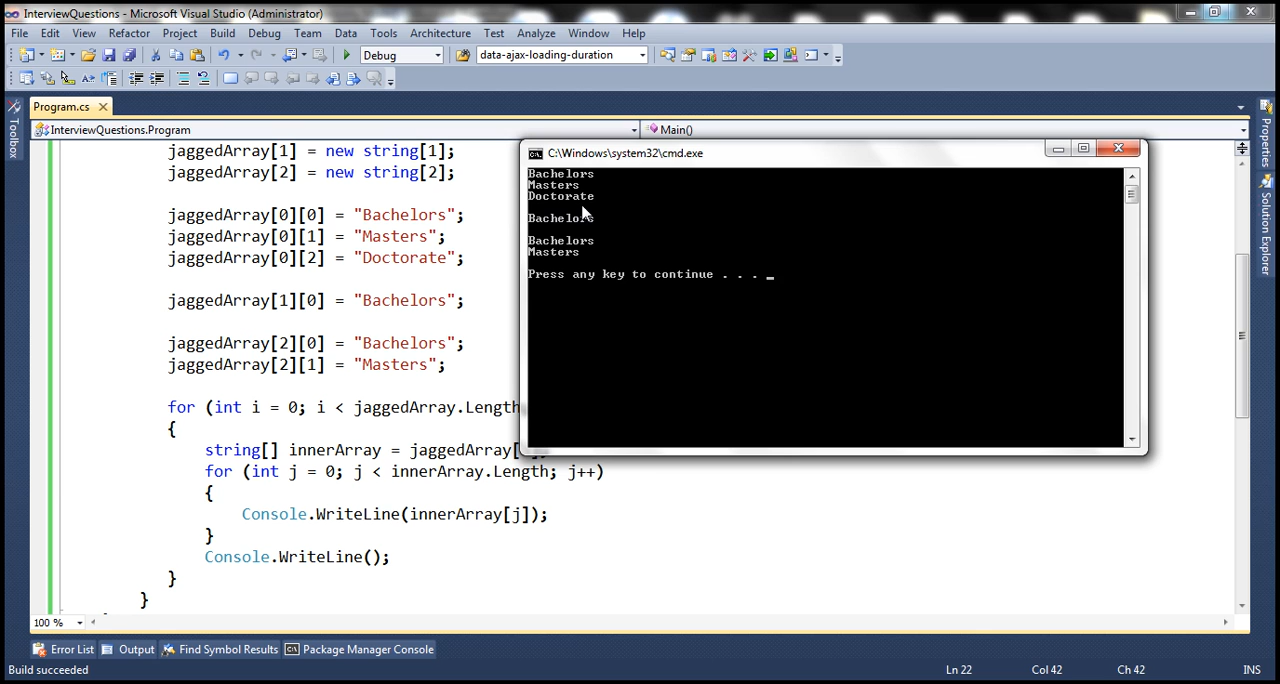 InterviewQuestions - Microsoft Visual Studio (Administrator)
File Edit View Refactor Project Build Debug Team Data Tools Architecture Test Analyze Window Help
Debug data-ajax-loading-duration
Program.cs
InterviewQuestions.Program Main()
Toolbox
Properties
Solution Explorer
jaggedArray[1] = new string[1];
jaggedArray[2] = new string[2];
jaggedArray[0][0] = "Bachelors";
jaggedArray[0][1] = "Masters";
jaggedArray[0][2] = "Doctorate";
jaggedArray[1][0] = "Bachelors";
jaggedArray[2][0] = "Bachelors";
jaggedArray[2][1] = "Masters";
for (int i = 0; i < jaggedArray.Length
{
string[] innerArray = jaggedArray[
for (int j = 0; j < innerArray.Length; j++)
{
Console.WriteLine(innerArray[j]);
}
Console.WriteLine();
}
}
C:\Windows\system32\cmd.exe
Bachelors
Masters
Doctorate
Bachelors
Bachelors
Masters
Press any key to continue . . . _
100 %
Error List Output Find Symbol Results Package Manager Console
Build succeeded Ln 22 Col 42 Ch 42 INS